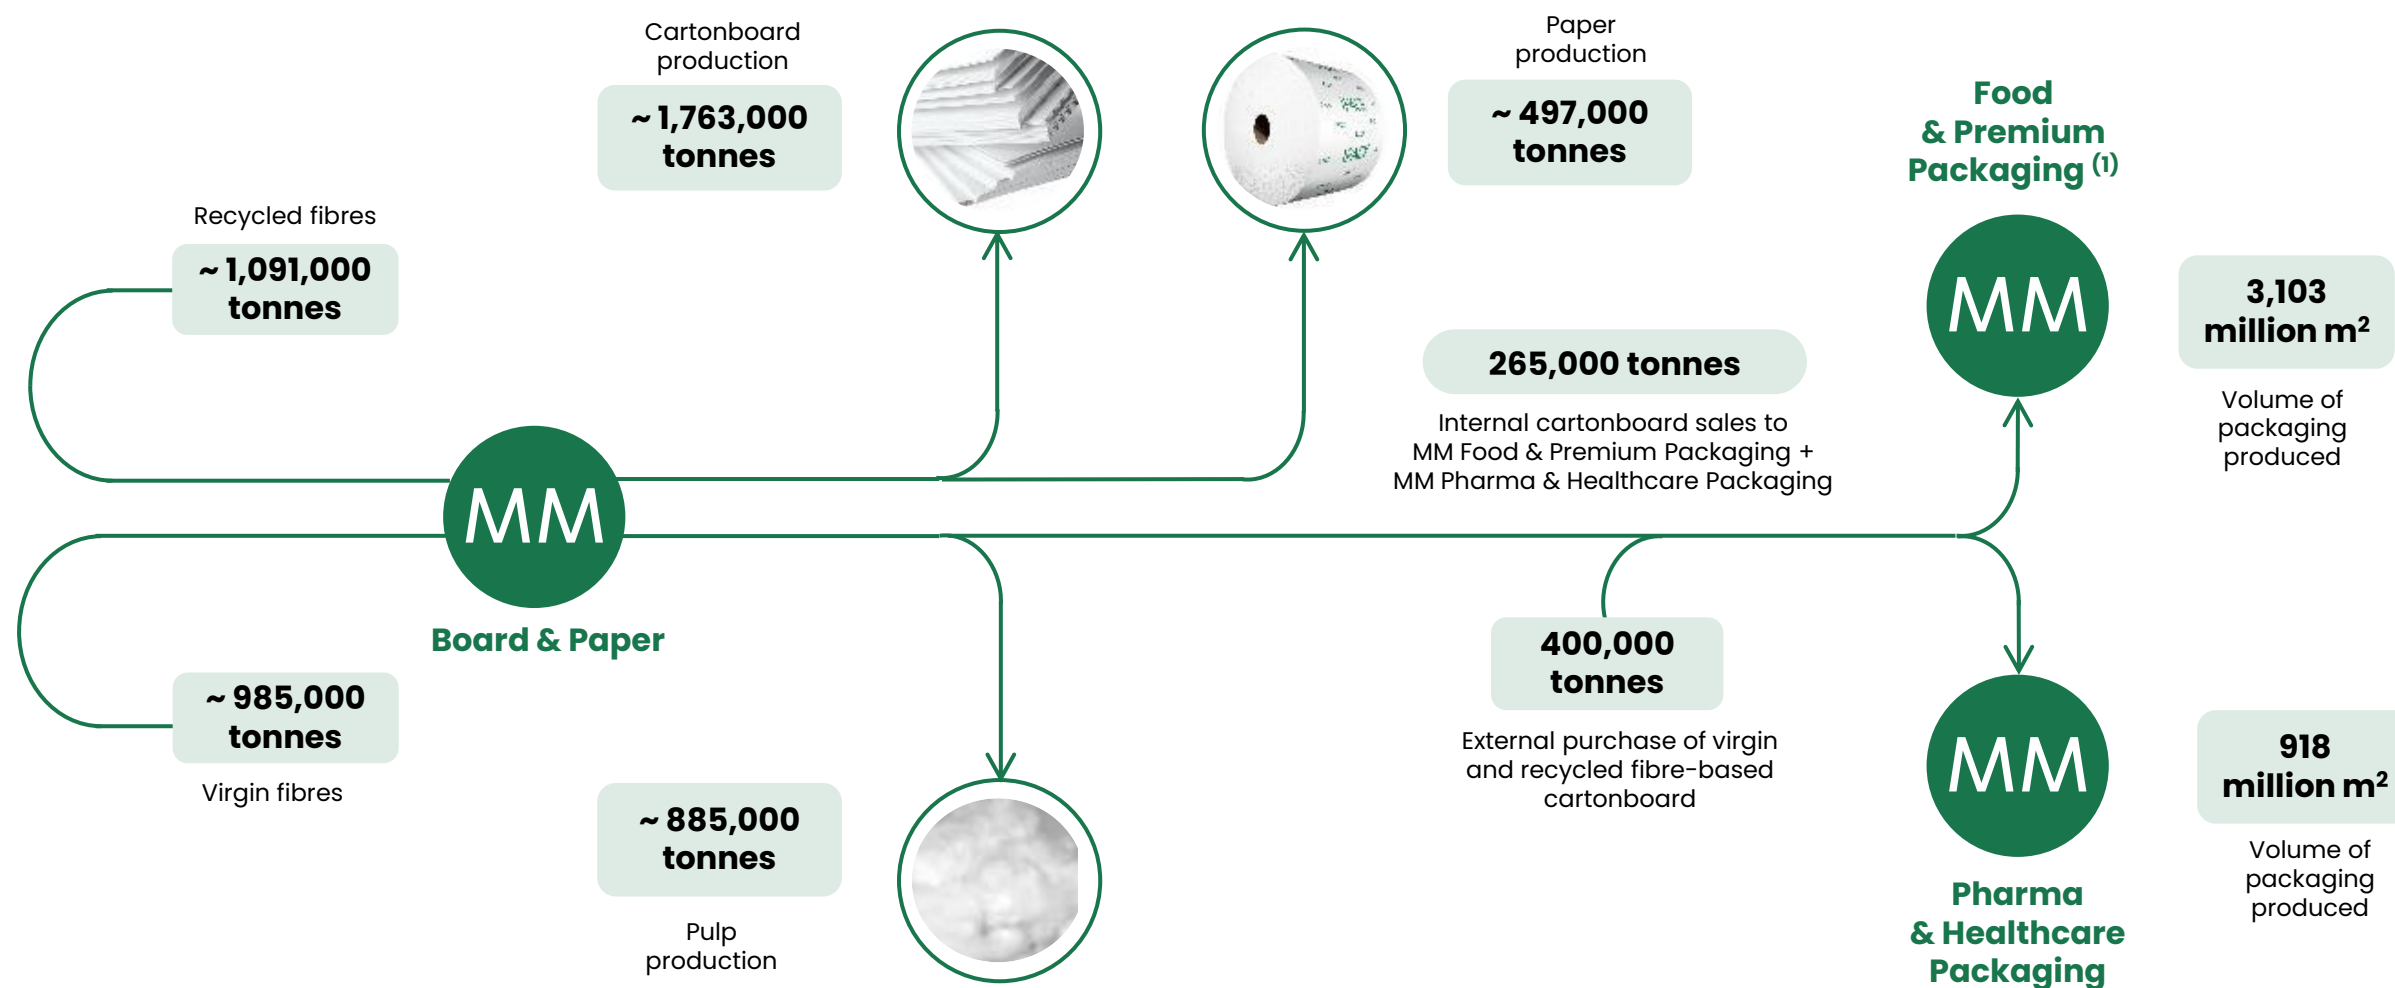 Cartonboard
production
~ 1,763,000
tonnes
Paper
production
~ 497,000
tonnes
Food
& Premium
Packaging (1)
MM
3,103
million m²
Volume of
packaging
produced
Recycled fibres
~ 1,091,000
tonnes
265,000 tonnes
Internal cartonboard sales to
MM Food & Premium Packaging +
MM Pharma & Healthcare Packaging
MM
Board & Paper
~ 985,000
tonnes
Virgin fibres
~ 885,000
tonnes
Pulp
production
400,000
tonnes
External purchase of virgin
and recycled fibre-based
cartonboard
MM
Pharma
& Healthcare
Packaging
918
million m²
Volume of
packaging
produced